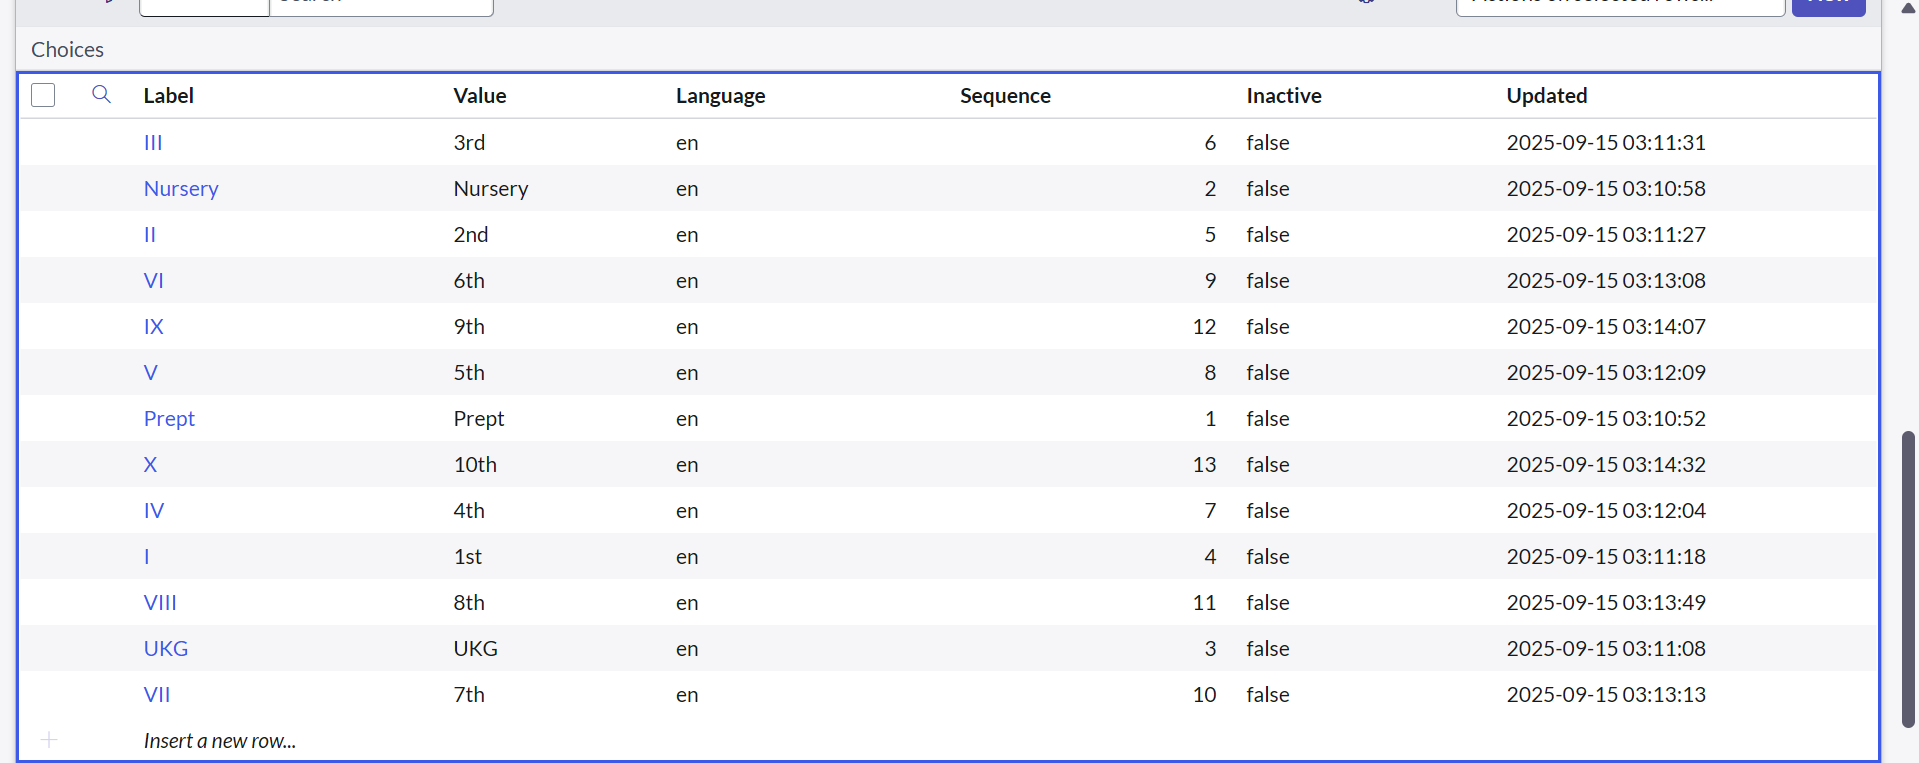 Choices
Label Value Language Sequence Inactive Updated
III 3rd en 6 false 2025-09-15 03:11:31
Nursery Nursery en 2 false 2025-09-15 03:10:58
II 2nd en 5 false 2025-09-15 03:11:27
VI 6th en 9 false 2025-09-15 03:13:08
IX 9th en 12 false 2025-09-15 03:14:07
V 5th en 8 false 2025-09-15 03:12:09
Prept Prept en 1 false 2025-09-15 03:10:52
X 10th en 13 false 2025-09-15 03:14:32
IV 4th en 7 false 2025-09-15 03:12:04
I 1st en 4 false 2025-09-15 03:11:18
VIII 8th en 11 false 2025-09-15 03:13:49
UKG UKG en 3 false 2025-09-15 03:11:08
VII 7th en 10 false 2025-09-15 03:13:13
Insert a new row...